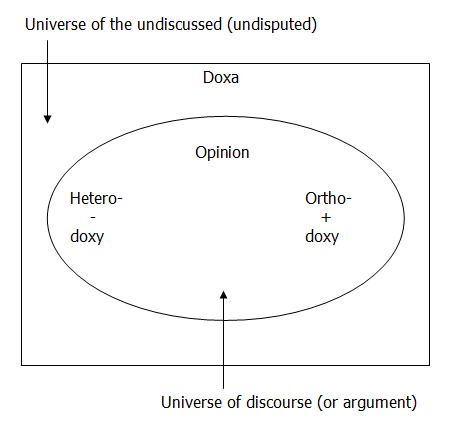 Universe of the undiscussed (undisputed)
Doxa
Opinion
Hetero-
-
doxy
Ortho-
+
doxy
Universe of discourse (or argument)